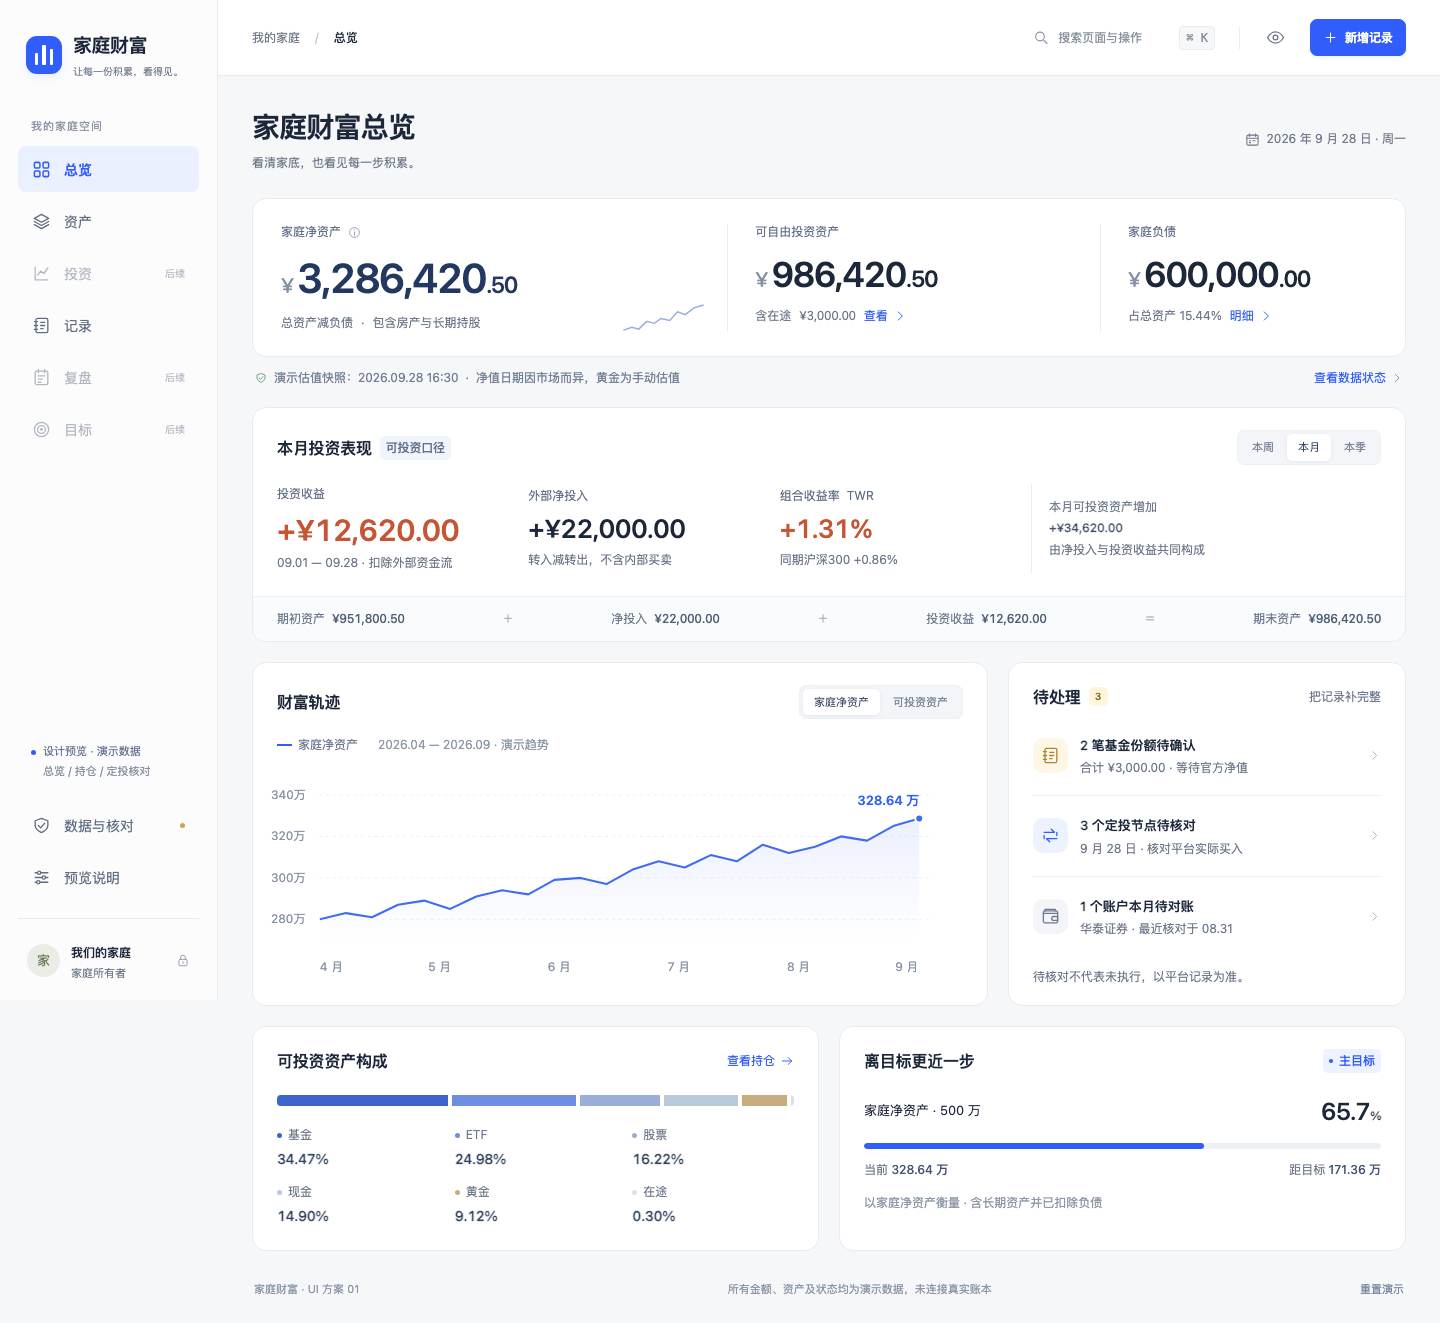 家庭财富
让每一份积累，看得见。
我的家庭空间
总览
资产
投资 后续
记录
复盘 后续
目标 后续
设计预览 · 演示数据
总览 / 持仓 / 定投核对
数据与核对
预览说明
家 我们的家庭
家庭所有者
我的家庭 / 总览
搜索页面与操作 ⌘ K
新增记录
家庭财富总览
看清家底，也看见每一步积累。
2026 年 9 月 28 日 · 周一
家庭净资产
¥3,286,420.50
总资产减负债 · 包含房产与长期持股
可自由投资资产
¥986,420.50
含在途 ¥3,000.00 查看
家庭负债
¥600,000.00
占总资产 15.44% 明细
演示估值快照：2026.09.28 16:30 · 净值日期因市场而异，黄金为手动估值
查看数据状态
本月投资表现 可投资口径
本周 本月 本季
投资收益
+¥12,620.00
09.01 — 09.28 · 扣除外部资金流
外部净投入
+¥22,000.00
转入减转出，不含内部买卖
组合收益率 TWR
+1.31%
同期沪深300 +0.86%
本月可投资资产增加
+¥34,620.00
由净投入与投资收益共同构成
期初资产 ¥951,800.50 + 净投入 ¥22,000.00 + 投资收益 ¥12,620.00 = 期末资产 ¥986,420.50
财富轨迹
家庭净资产 可投资资产
家庭净资产 2026.04 — 2026.09 · 演示趋势
340万
328.64 万
320万
300万
280万
4 月 5 月 6 月 7 月 8 月 9 月
待处理 3
把记录补完整
2 笔基金份额待确认
合计 ¥3,000.00 · 等待官方净值
3 个定投节点待核对
9 月 28 日 · 核对平台实际买入
1 个账户本月待对账
华泰证券 · 最近核对于 08.31
待核对不代表未执行，以平台记录为准。
可投资资产构成
查看持仓
基金 ETF 股票
34.47% 24.98% 16.22%
现金 黄金 在途
14.90% 9.12% 0.30%
离目标更近一步
主目标
家庭净资产 · 500 万
65.7%
当前 328.64 万
距目标 171.36 万
以家庭净资产衡量 · 含长期资产并已扣除负债
家庭财富 · UI 方案 01
所有金额、资产及状态均为演示数据，未连接真实账本
重置演示